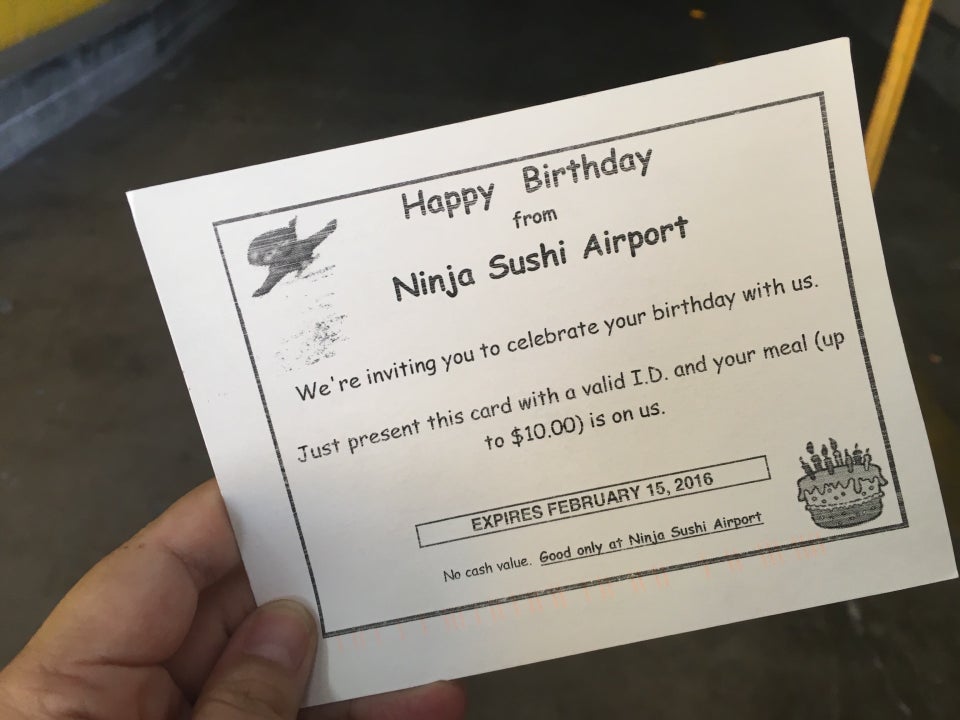 Happy Birthday
from
Ninja Sushi Airport
We're inviting you to celebrate your birthday with us.
Just present this card with a valid I.D. and your meal (up
to $10.00) is on us.
EXPIRES FEBRUARY 15, 2016
No cash value. Good only at Ninja Sushi Airport